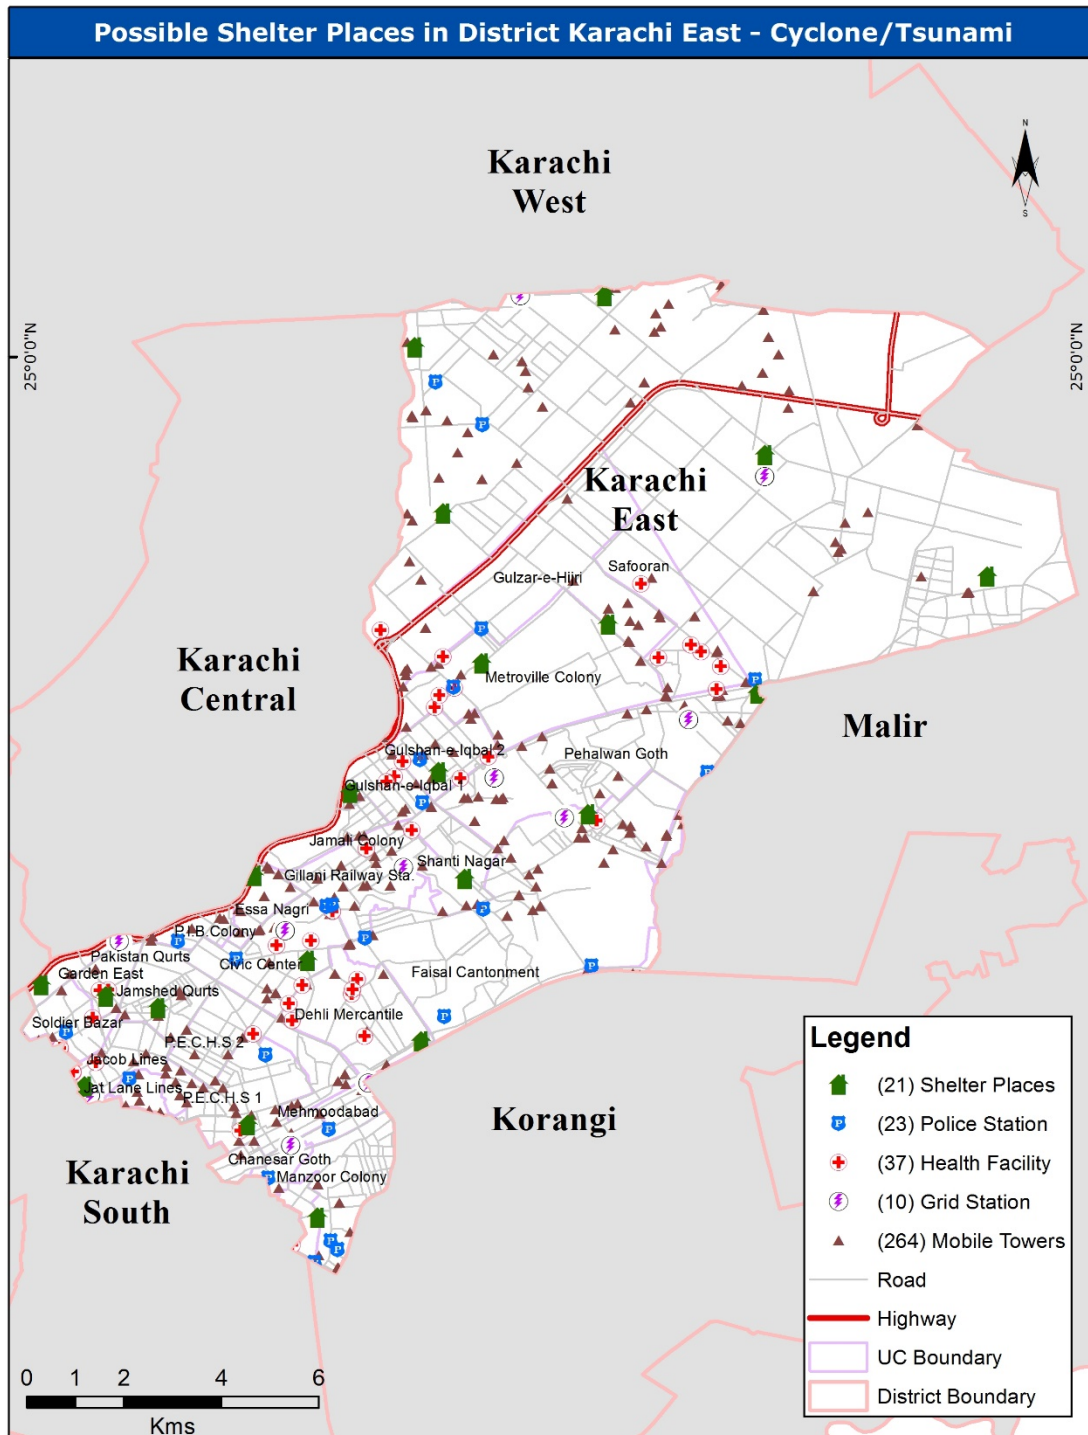 Possible Shelter Places in District Karachi East - Cyclone/Tsunami
N
S
Karachi
West
25°0'0"N
25°0'0"N
Karachi
East
Safooran
Gulzar-e-Hijri
Karachi
Central
Metroville Colony
Malir
Gulshan-e-Iqbal 2
Pehalwan Goth
Gulshan-e-Iqbal 1
Jamali Colony
Shanti Nagar
Gillani Railway Sta.
Essa Nagri
P.I.B.Colony
Pakistan Qurts
Civic Center
Garden East
Faisal Cantonment
Jamshed Qurts
Soldier Bazar
Dehli Mercantile
P.E.C.H.S 2
Jacob Lines
Jat Lane Lines
P.E.C.H.S 1
Mehmoodabad
Korangi
Chanesar Goth
Karachi
South
Manzoor Colony
Legend
(21) Shelter Places
P (23) Police Station
(37) Health Facility
(10) Grid Station
(264) Mobile Towers
Road
Highway
UC Boundary
District Boundary
0 1 2 4 6
Kms